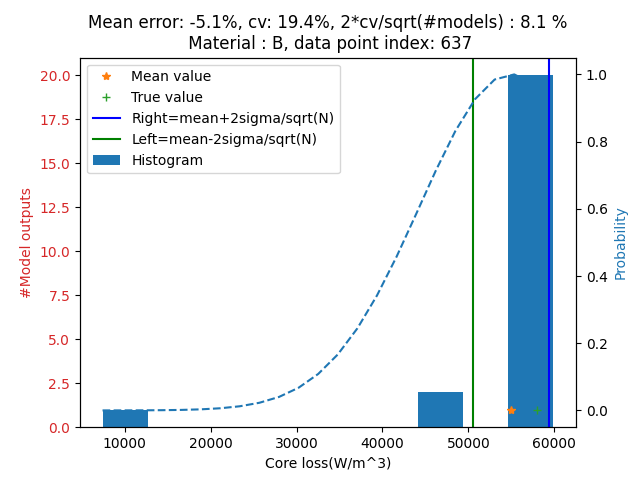 Mean error: -5.1%, cv: 19.4%, 2*cv/sqrt(#models) : 8.1 %
Material : B, data point index: 637
Mean value
True value
Right=mean+2sigma/sqrt(N)
Left=mean-2sigma/sqrt(N)
Histogram
#Model outputs
20.0
17.5
15.0
12.5
10.0
7.5
5.0
2.5
0.0
1.0
0.8
0.6
0.4
0.2
0.0
Probability
10000 20000 30000 40000 50000 60000
Core loss(W/m^3)